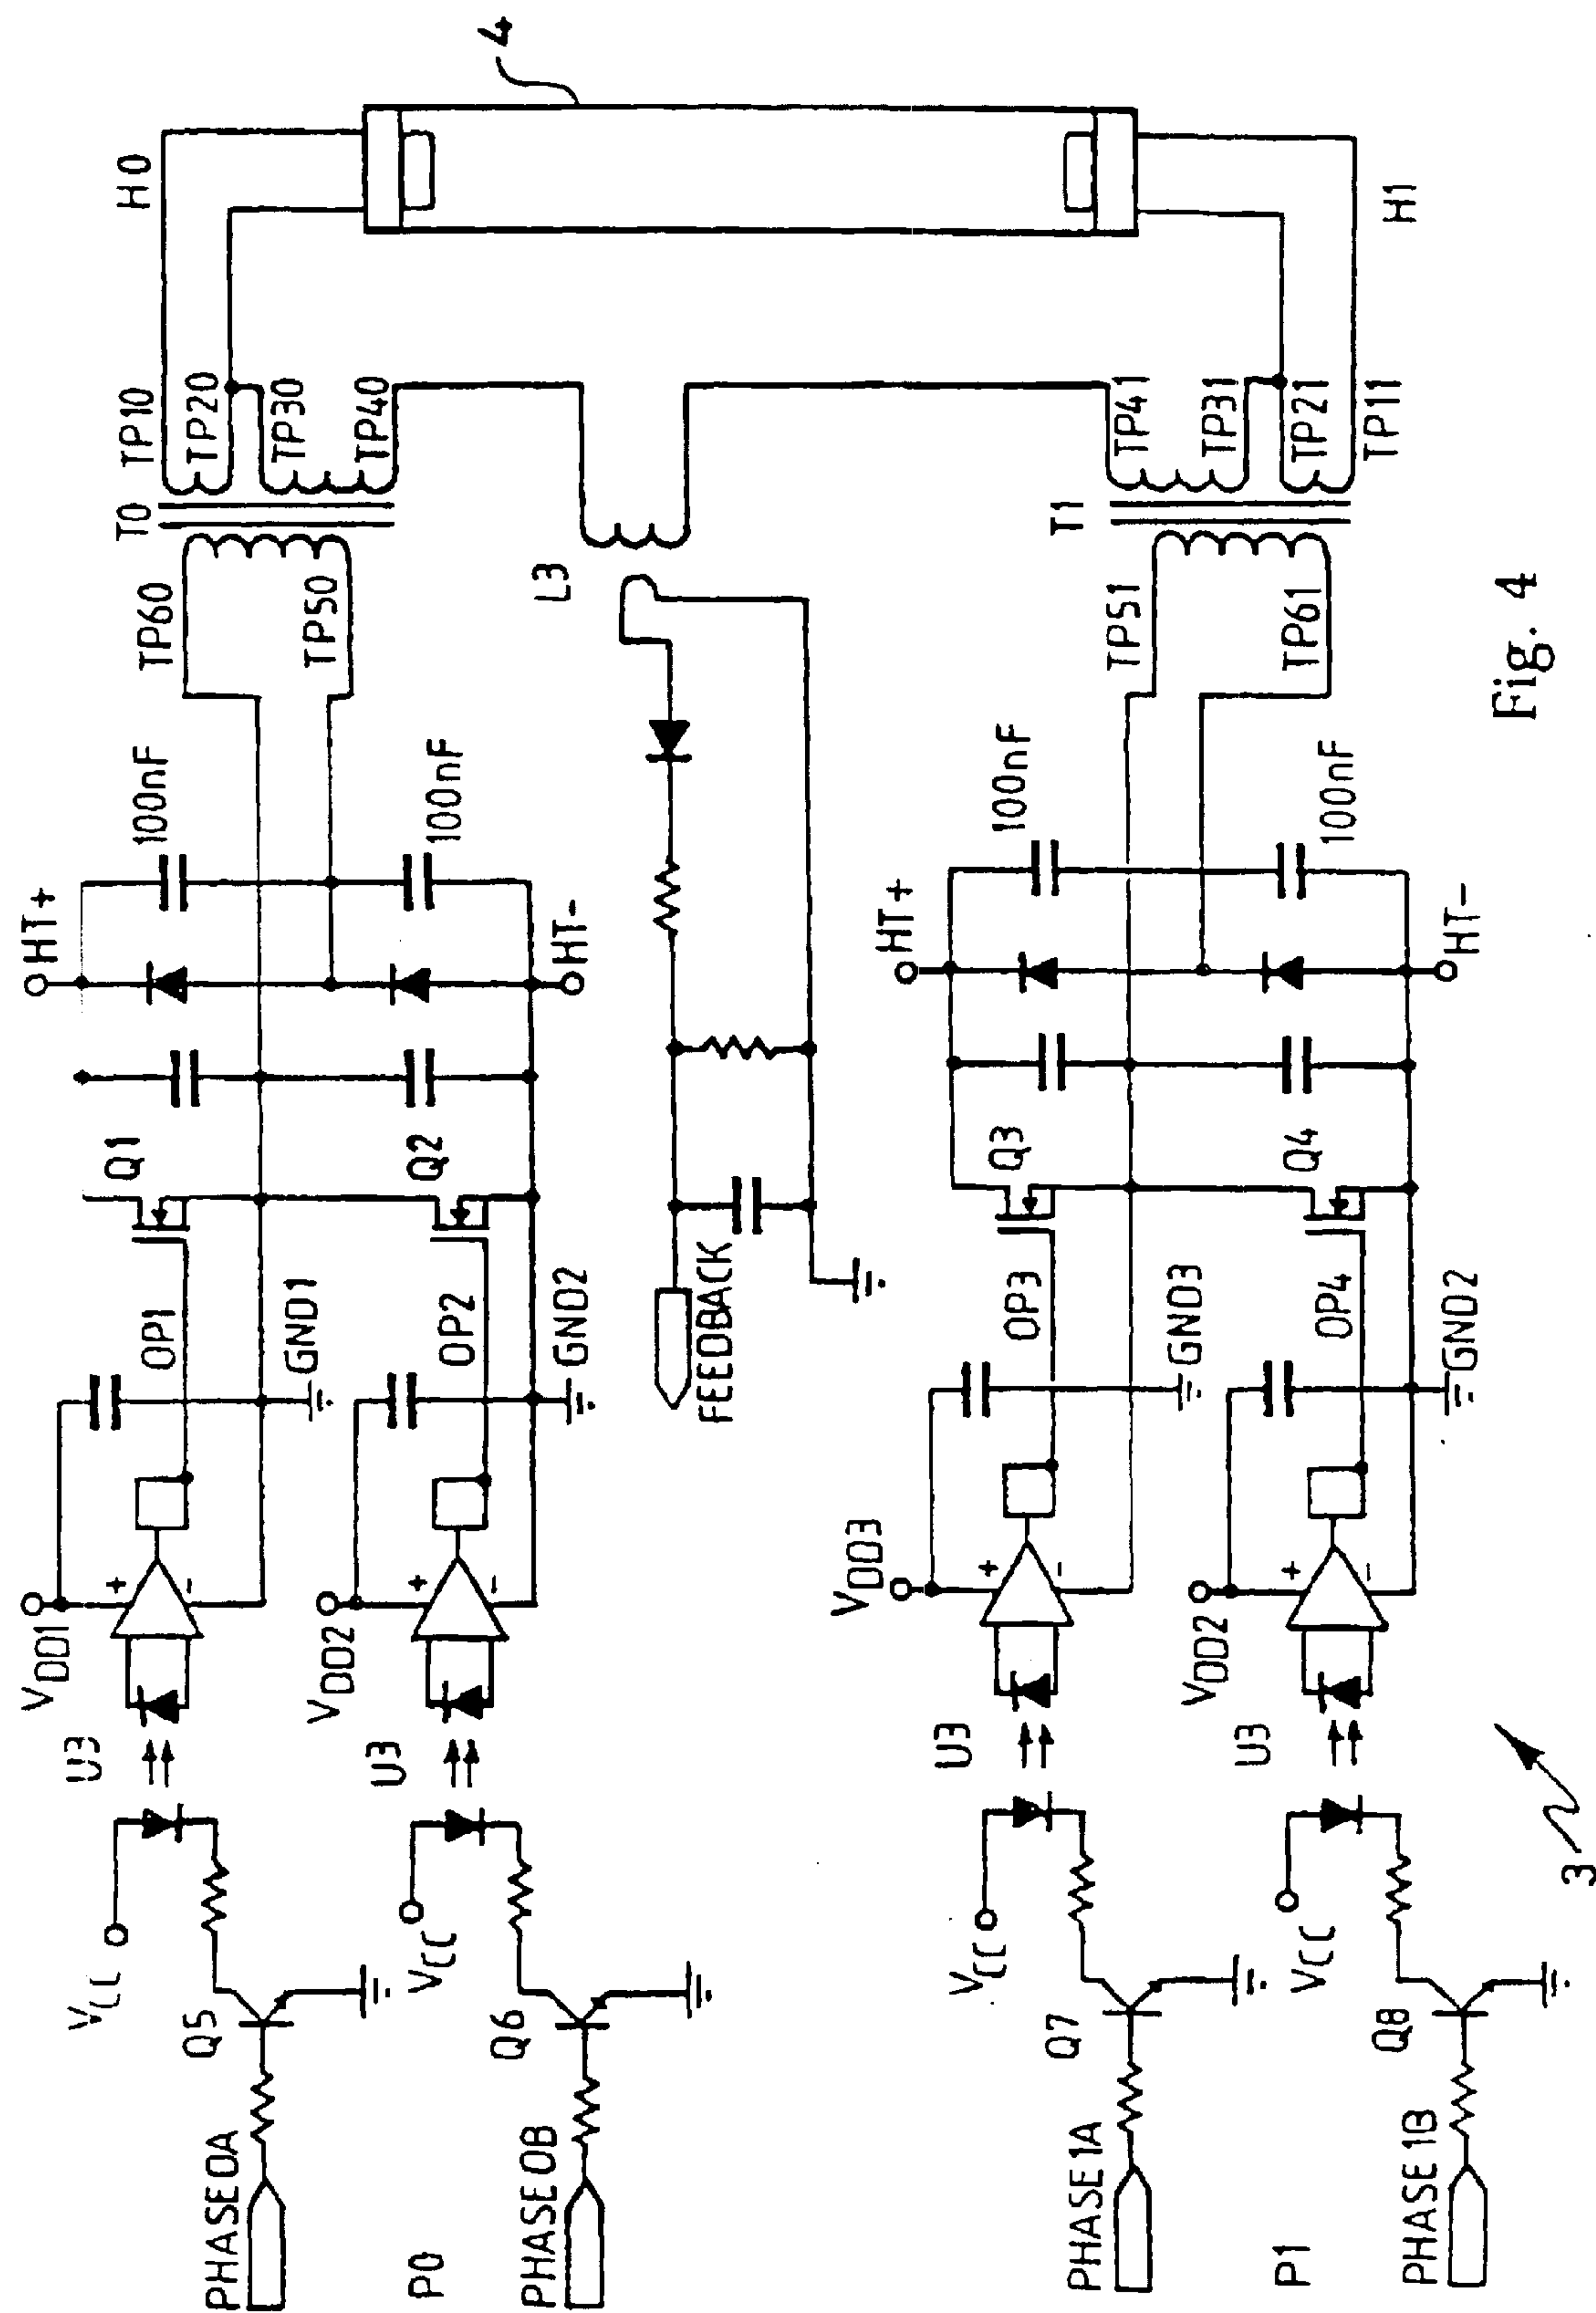 PHASE 0A
P0
PHASE 0B
Q5
VCC
U3
VDD1
OP1
GND1
Q1
HT+
100nF
TP60
TP50
T0
TP10
TP20
TP30
TP40
H0
4
Q6
VCC
U3
VDD2
OP2
GND2
Q2
HT-
100nF
FEEDBACK
L3
PHASE 1A
P1
PHASE 1B
Q7
VCC
U3
VDD3
OP3
GND3
Q3
HT+
100nF
TP51
TP61
T1
TP41
TP31
TP21
TP11
H1
Q8
VCC
U3
VDD2
OP4
GND2
Q4
HT-
100nF
+
-
+
-
+
-
+
-
3
Fig. 4